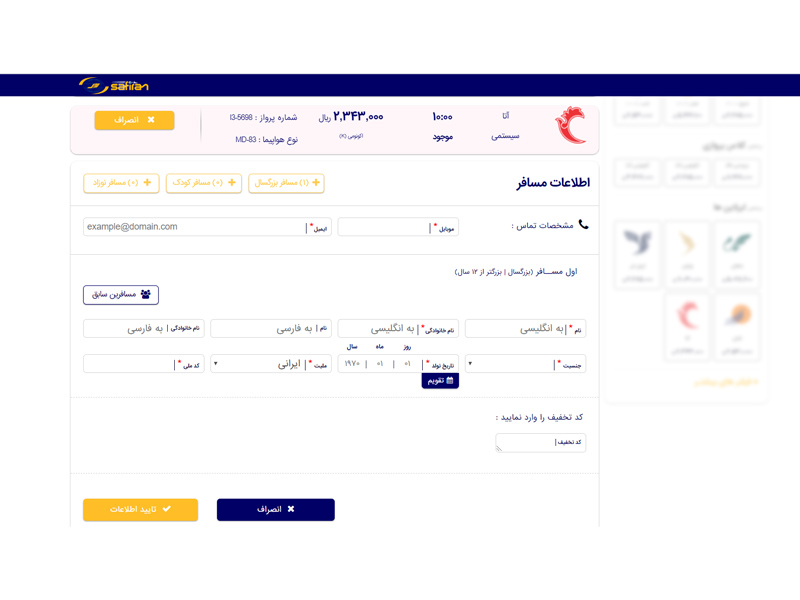 safiran
آتا
سیستمی
۱۰:۰۰
موجود
۲,۳۴۳,۰۰۰ ریال
اکونومی (K)
شماره پرواز : I3-5698
نوع هواپیما : MD-83
انصراف
اطلاعات مسافر
(۱) مسافر بزرگسال
(۰) مسافر کودک
(۰) مسافر نوزاد
مشخصات تماس :
موبایل *
ایمیل * example@domain.com
اول مســافر (بزرگسال | بزرگتر از ۱۲ سال)
مسافرین سابق
نام * | به انگلیسی
نام خانوادگی * | به انگلیسی
نام | به فارسی
نام خانوادگی | به فارسی
روز ماه سال
جنسیت * |
تاریخ تولد * | ۰۱ | ۰۱ | ۱۹۷۰
ملیت * | ایرانی
کد ملی * |
تقویم
کد تخفیف را وارد نمایید :
کد تخفیف |
انصراف
تایید اطلاعات